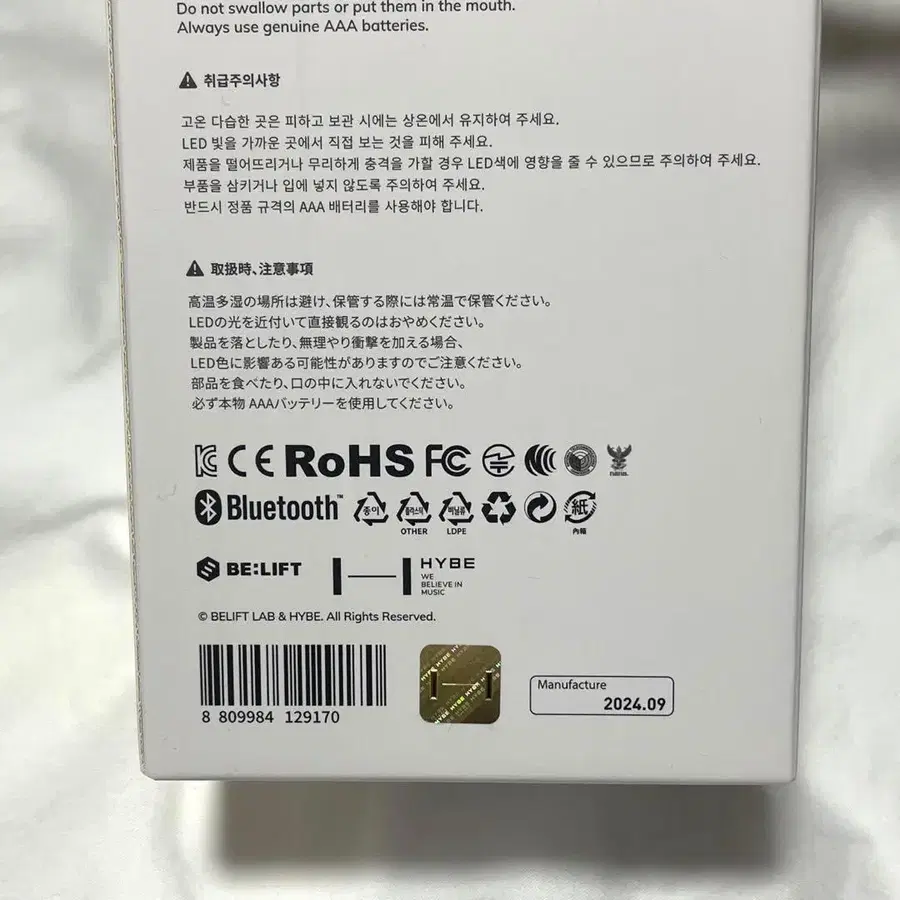 Do not swallow parts or put them in the mouth.
Always use genuine AAA batteries.
취급주의사항
고온 다습한 곳은 피하고 보관 시에는 상온에서 유지하여 주세요.
LED 빛을 가까운 곳에서 직접 보는 것을 피해 주세요.
제품을 떨어뜨리거나 무리하게 충격을 가할 경우 LED색에 영향을 줄 수 있으므로 주의하여 주세요.
부품을 삼키거나 입에 넣지 않도록 주의하여 주세요.
반드시 정품 규격의 AAA 배터리를 사용해야 합니다.
取扱時、注意事項
高温多湿の場所は避け、保管する際には常温で保管ください。
LEDの光を近付いて直接観るのはおやめください。
製品を落としたり、無理やり衝撃を加える場合、
LED色に影響ある可能性がありますのでご注意ください。
部品を食べたり、口の中に入れないでください。
必ず本物 AAAバッテリーを使用してください。
CE RoHS FC
Bluetooth™ 종이 플라스틱 비닐류 紙
OTHER LDPE
BE:LIFT HYBE
WE
BELIEVE IN
MUSIC
© BELIFT LAB & HYBE. All Rights Reserved.
HYBE HYBE HYBE
Manufacture
2024.09
8 809984 129170